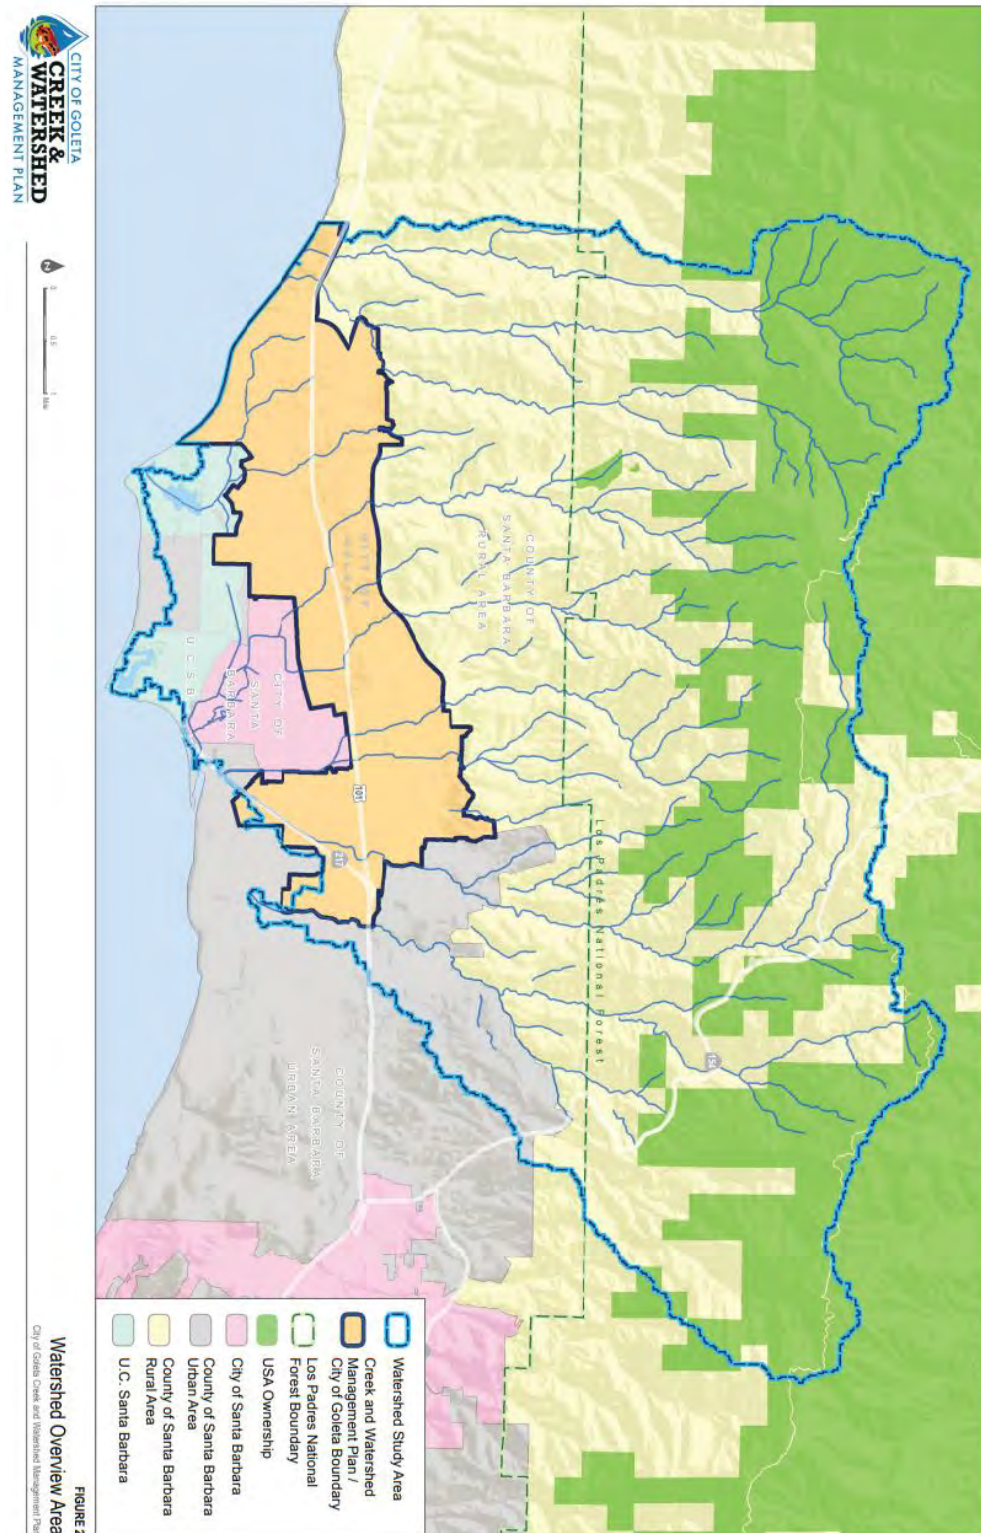 CITY OF GOLETA
CREEK &
WATERSHED
MANAGEMENT PLAN
N
0
0.5
1
Mile
COUNTY OF
SANTA BARBARA
RURAL AREA
CITY OF
SANTA
BARBARA
U C S B
101
217
154
Los Padres National Forest
COUNTY OF
SANTA BARBARA
URBAN AREA
Watershed Study Area
Creek and Watershed
Management Plan /
City of Goleta Boundary
Los Padres National
Forest Boundary
USA Ownership
City of Santa Barbara
County of Santa Barbara
Urban Area
County of Santa Barbara
Rural Area
U.C. Santa Barbara
FIGURE 2
Watershed Overview Area
City of Goleta Creek and Watershed Management Plan